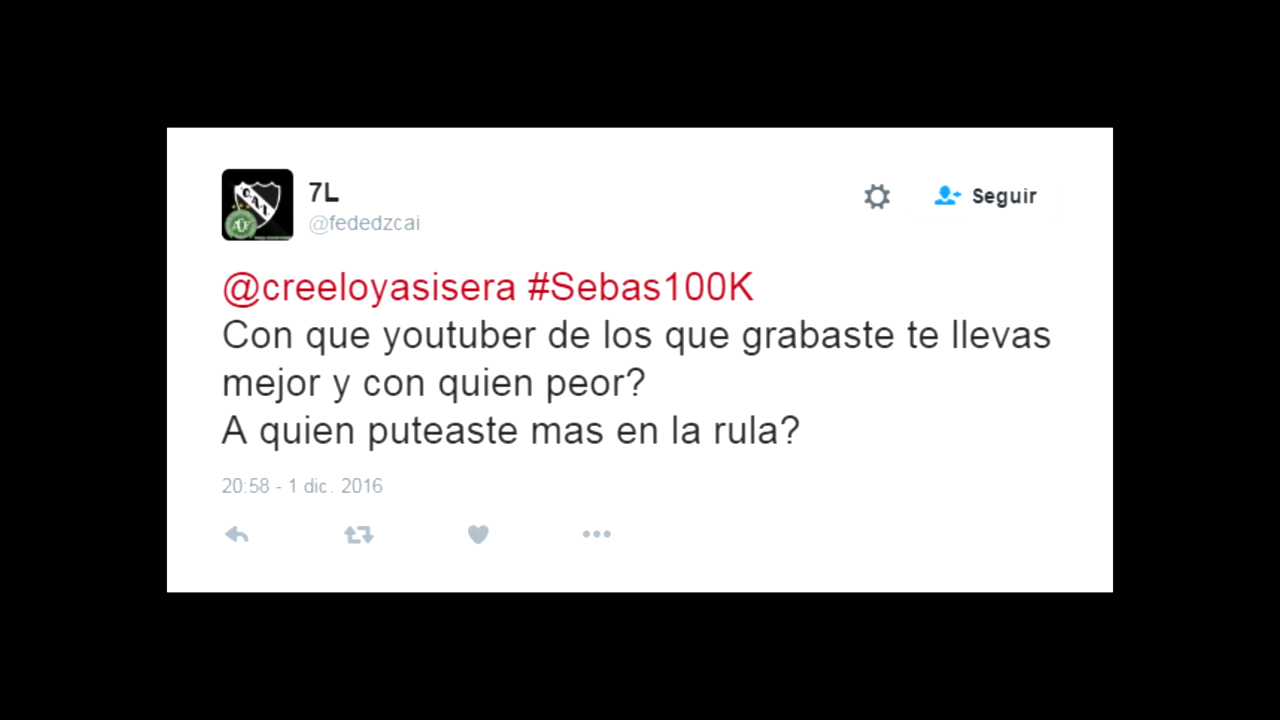 7L
@fededzcai
Seguir
@creeloyasisera #Sebas100K
Con que youtuber de los que grabaste te llevas
mejor y con quien peor?
A quien puteaste mas en la rula?
20:58 - 1 dic. 2016